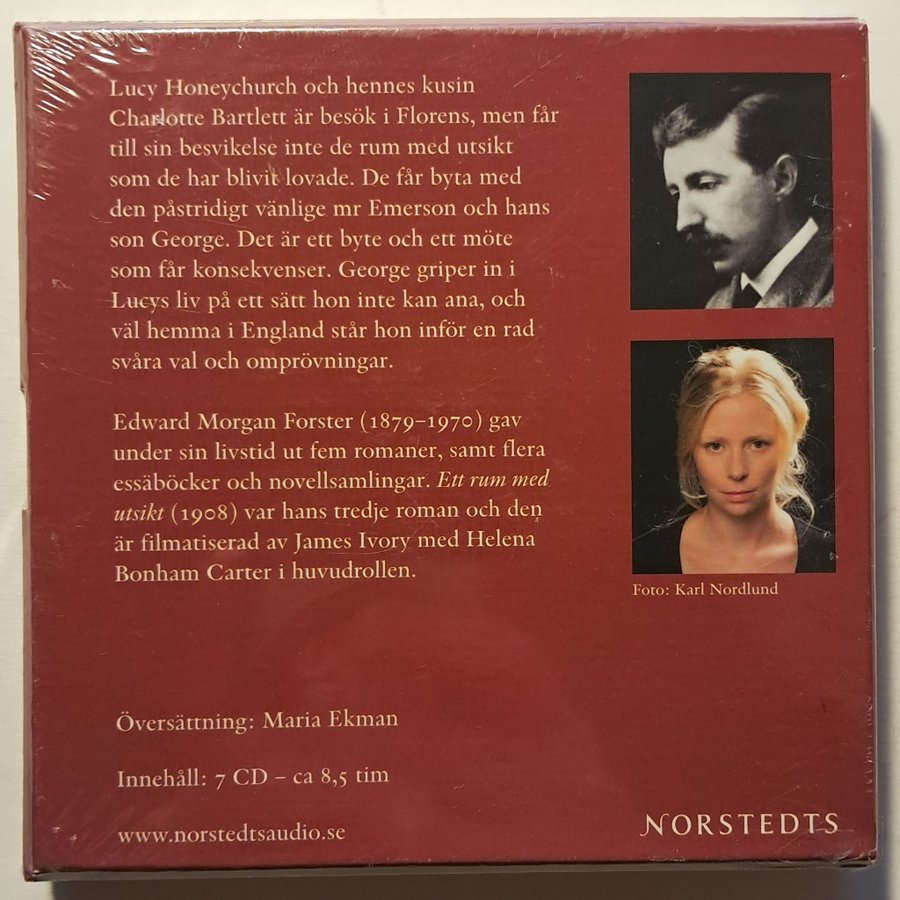 Lucy Honeychurch och hennes kusin
Charlotte Bartlett är besök i Florens, men får
till sin besvikelse inte de rum med utsikt
som de har blivit lovade. De får byta med
den påstridigt vänlige mr Emerson och hans
son George. Det är ett byte och ett möte
som får konsekvenser. George griper in i
Lucys liv på ett sätt hon inte kan ana, och
väl hemma i England står hon inför en rad
svåra val och omprövningar.
Edward Morgan Forster (1879–1970) gav
under sin livstid ut fem romaner, samt flera
essäböcker och novellsamlingar. Ett rum med
utsikt (1908) var hans tredje roman och den
är filmatiserad av James Ivory med Helena
Bonham Carter i huvudrollen.
Foto: Karl Nordlund
Översättning: Maria Ekman
Innehåll: 7 CD – ca 8,5 tim
www.norstedtsaudio.se
NORSTEDTS